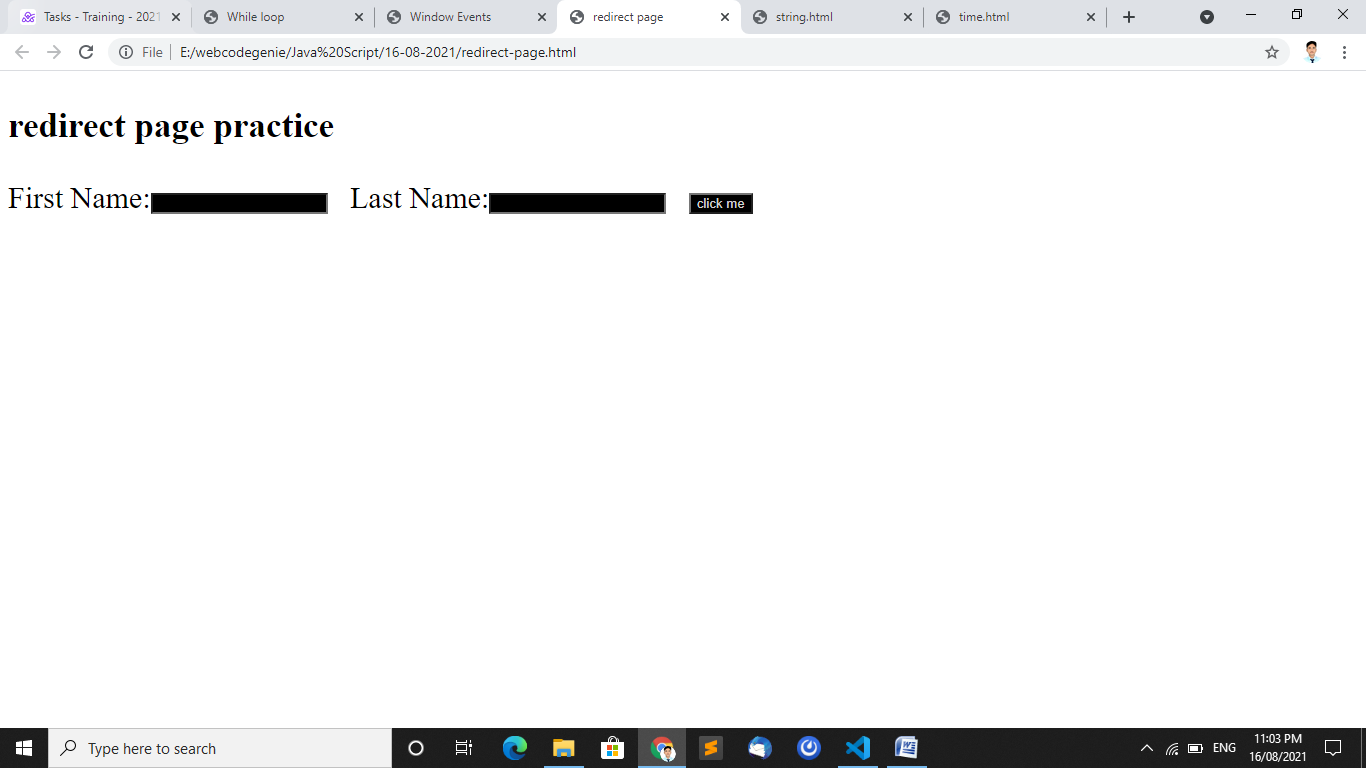 Tasks - Training - 2021
While loop
Window Events
redirect page
string.html
time.html
File E:/webcodegenie/Java%20Script/16-08-2021/redirect-page.html
redirect page practice
First Name: Last Name: click me
Type here to search
ENG
11:03 PM
16/08/2021